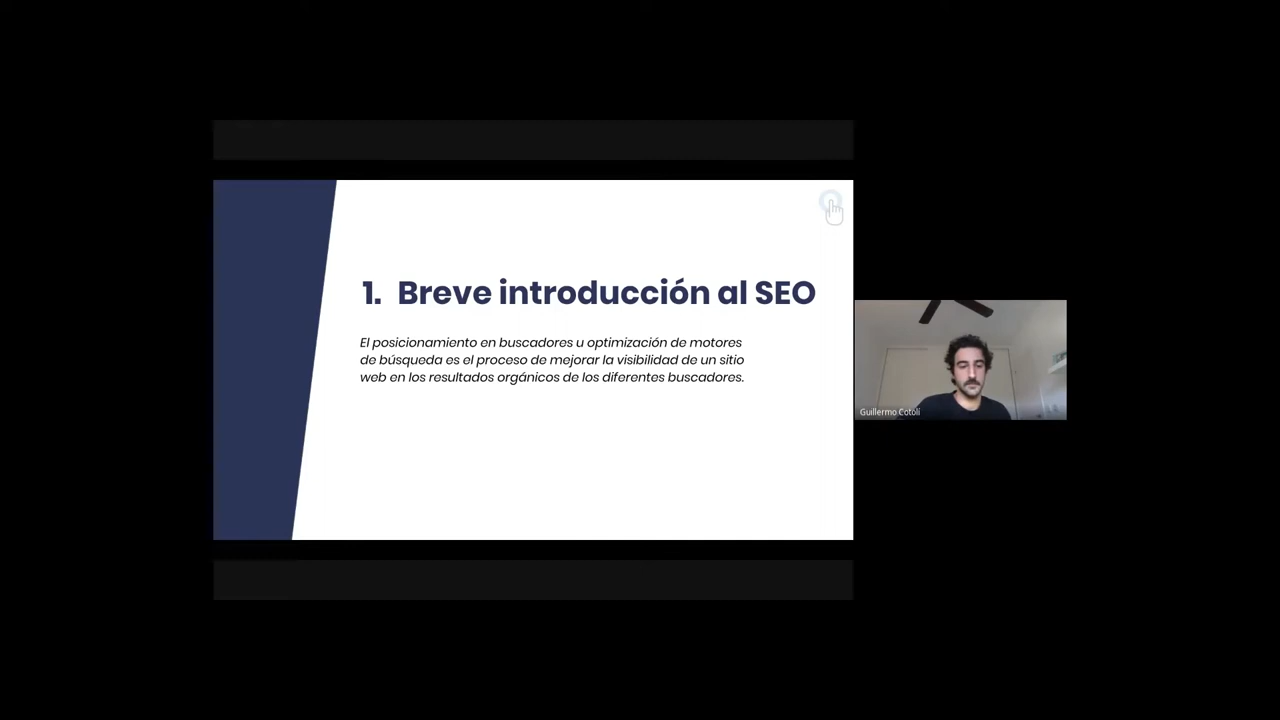 1. Breve introducción al SEO
El posicionamiento en buscadores u optimización de motores
de búsqueda es el proceso de mejorar la visibilidad de un sitio
web en los resultados orgánicos de los diferentes buscadores.
Guillermo Cotolí